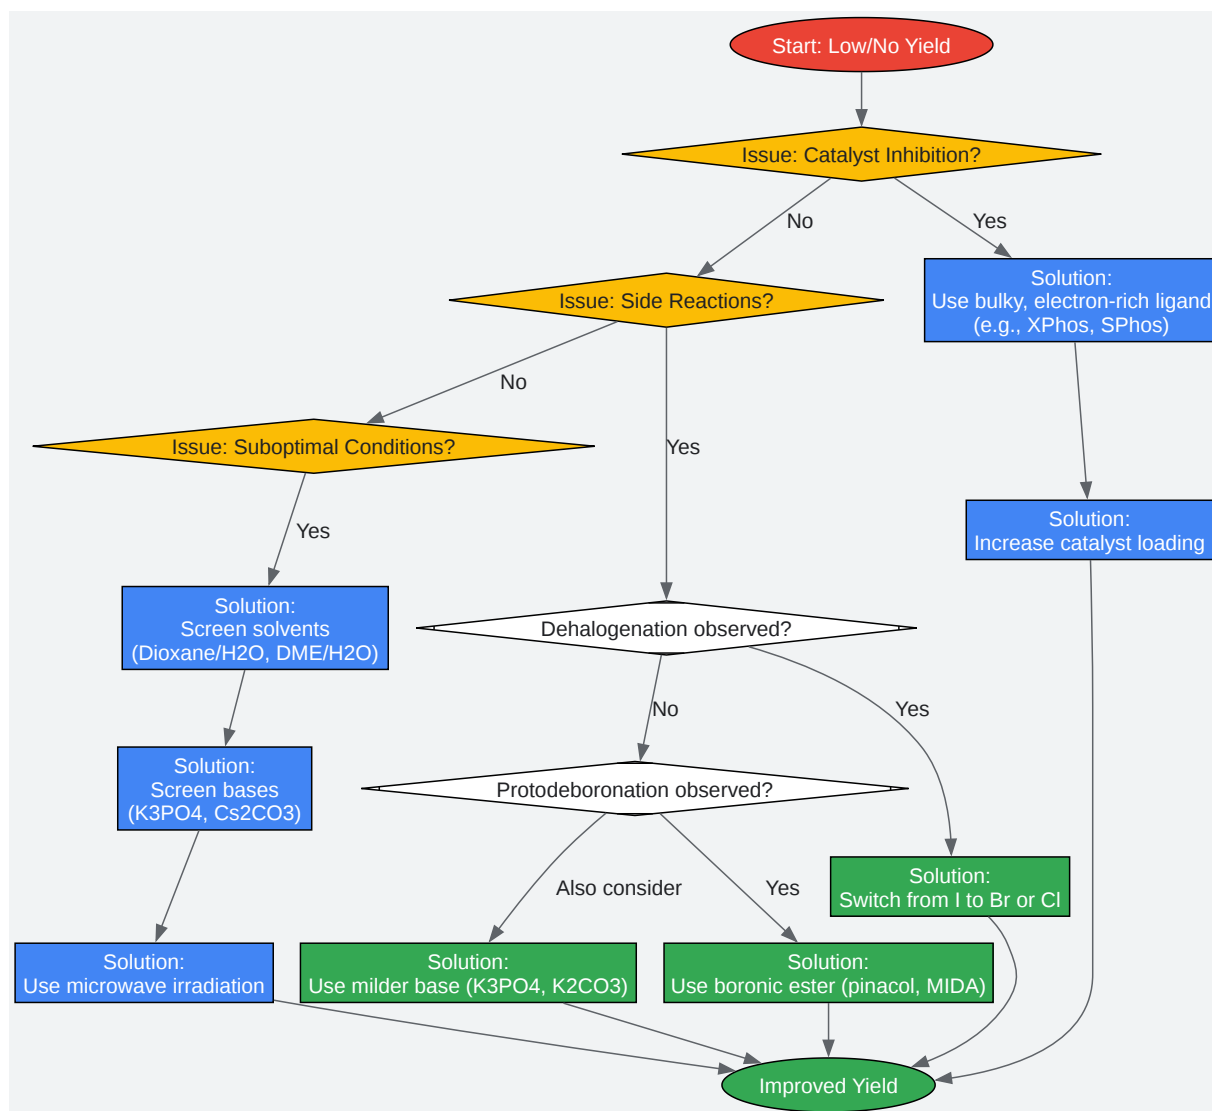 Start: Low/No Yield
Issue: Catalyst Inhibition?
No
Yes
Issue: Side Reactions?
Solution:
Use bulky, electron-rich ligand
(e.g., XPhos, SPhos)
No
Issue: Suboptimal Conditions?
Yes
Yes
Solution:
Increase catalyst loading
Solution:
Screen solvents
(Dioxane/H2O, DME/H2O)
Dehalogenation observed?
No
Yes
Solution:
Screen bases
(K3PO4, Cs2CO3)
Protodeboronation observed?
Also consider
Yes
Solution:
Switch from I to Br or Cl
Solution:
Use microwave irradiation
Solution:
Use milder base (K3PO4, K2CO3)
Solution:
Use boronic ester (pinacol, MIDA)
Improved Yield